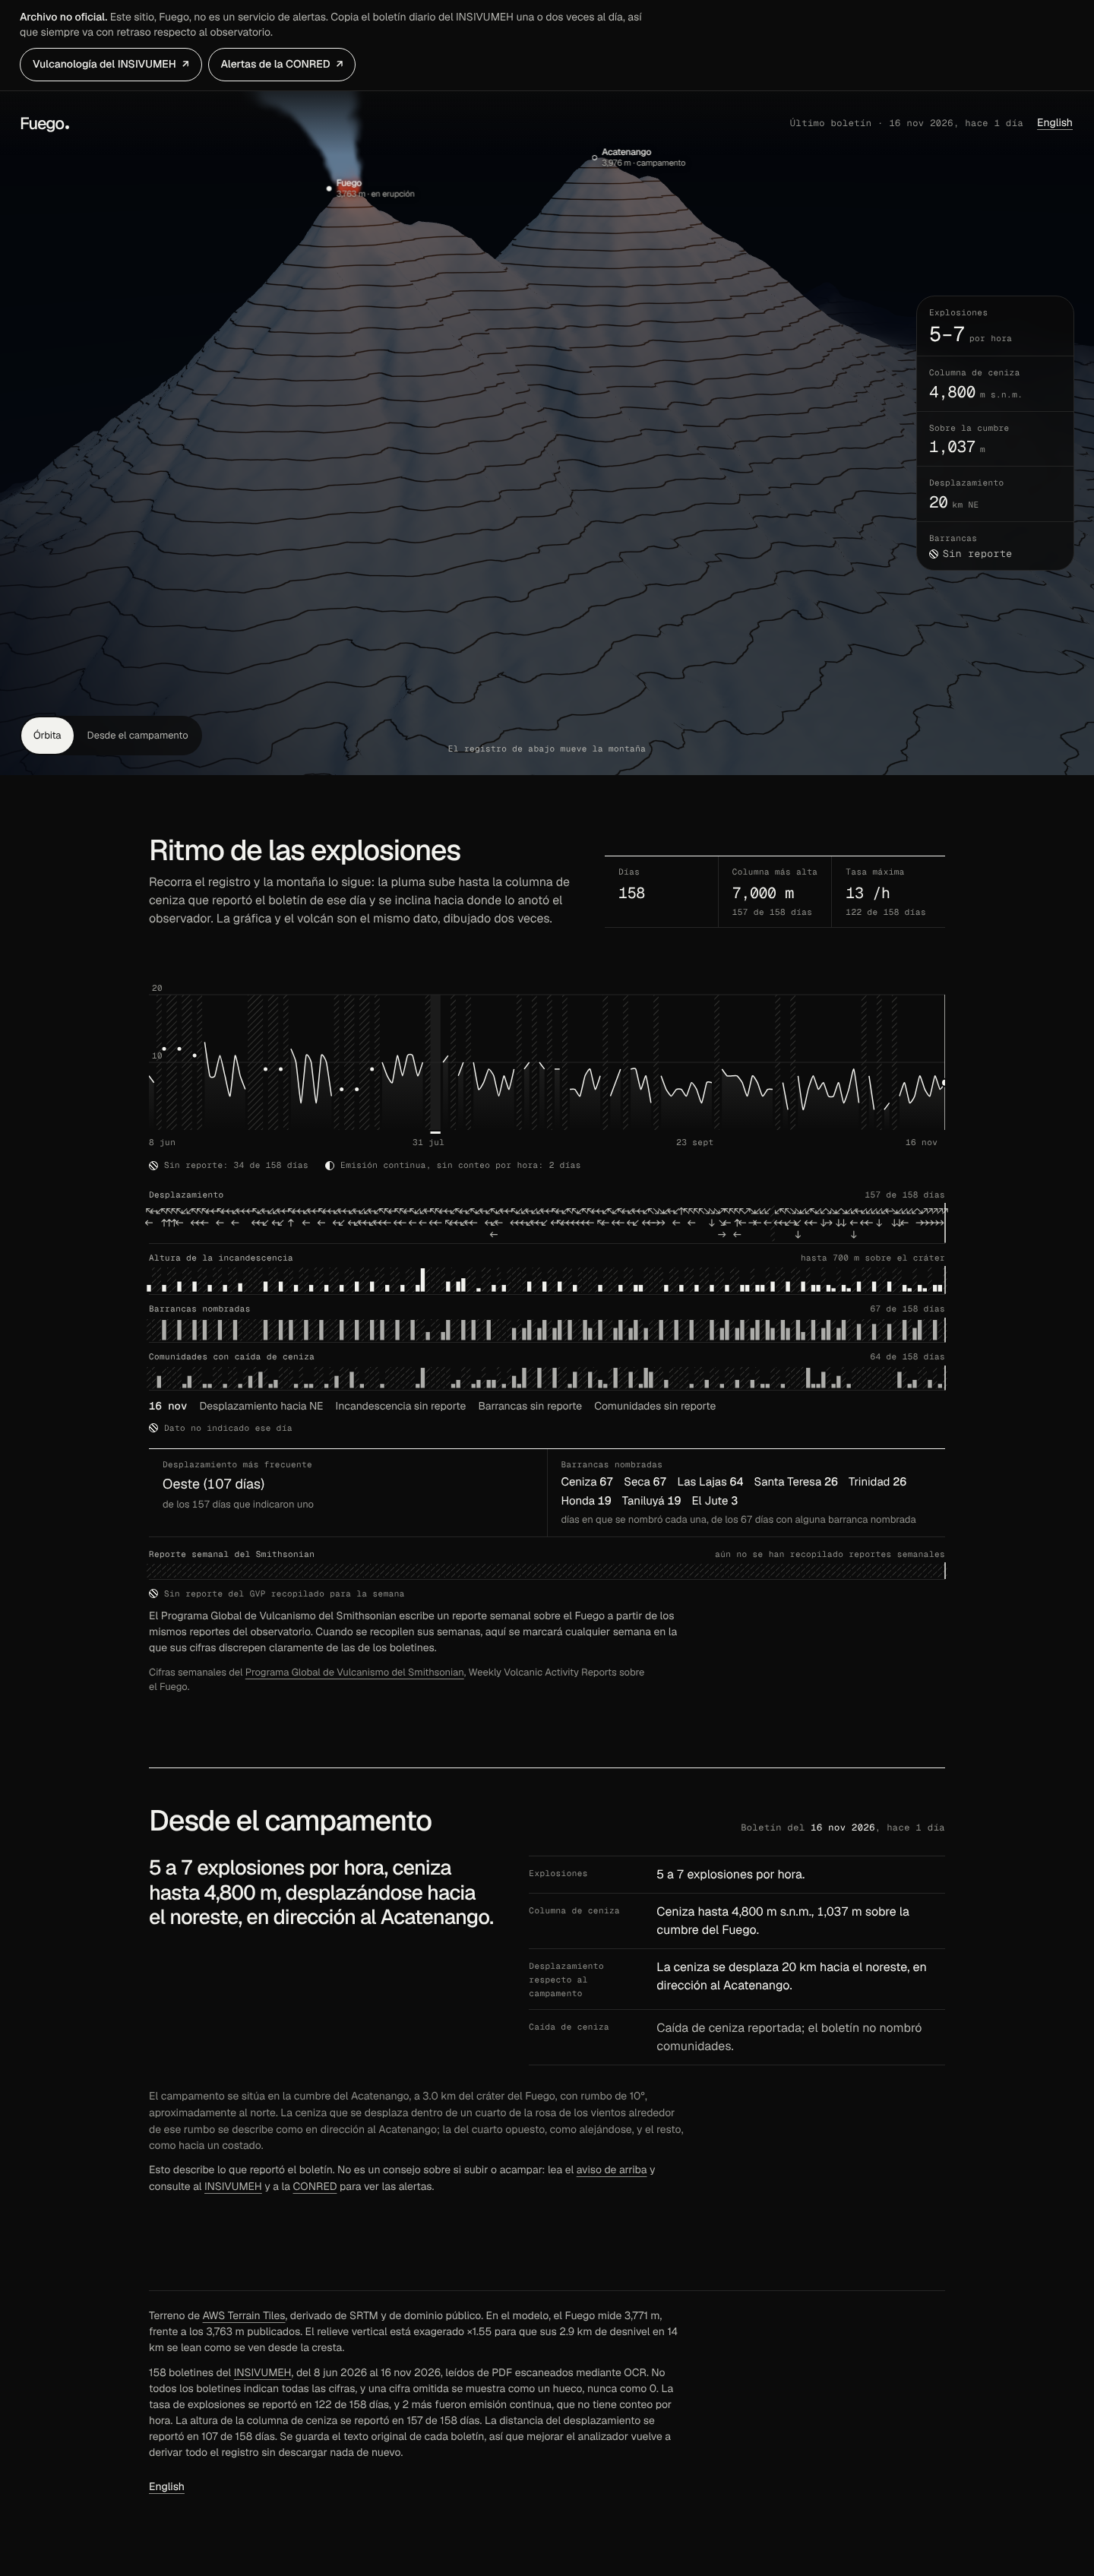 Archivo no oficial. Este sitio, Fuego, no es un servicio de alertas. Copia el boletín diario del INSIVUMEH una o dos veces al día, así
que siempre va con retraso respecto al observatorio.
Vulcanología del INSIVUMEH ↗ Alertas de la CONRED ↗
Fuego.
Último boletín · 16 nov 2026, hace 1 día English
Acatenango
3,976 m · campamento
Fuego
3,763 m · en erupción
Explosiones
5–7 por hora
Columna de ceniza
4,800 m s.n.m.
Sobre la cumbre
1,037 m
Desplazamiento
20 km NE
Barrancas
Sin reporte
Órbita Desde el campamento
El registro de abajo mueve la montaña
Ritmo de las explosiones
Recorra el registro y la montaña lo sigue: la pluma sube hasta la columna de
ceniza que reportó el boletín de ese día y se inclina hacia donde lo anotó el
observador. La gráfica y el volcán son el mismo dato, dibujado dos veces.
Días
158
Columna más alta
7,000 m
157 de 158 días
Tasa máxima
13 /h
122 de 158 días
20
10
8 jun 31 jul 23 sept 16 nov
Sin reporte: 34 de 158 días Emisión continua, sin conteo por hora: 2 días
Desplazamiento 157 de 158 días
Altura de la incandescencia hasta 700 m sobre el cráter
Barrancas nombradas 67 de 158 días
Comunidades con caída de ceniza 64 de 158 días
16 nov Desplazamiento hacia NE Incandescencia sin reporte Barrancas sin reporte Comunidades sin reporte
Dato no indicado ese día
Desplazamiento más frecuente
Oeste (107 días)
de los 157 días que indicaron uno
Barrancas nombradas
Ceniza 67 Seca 67 Las Lajas 64 Santa Teresa 26 Trinidad 26
Honda 19 Taniluyá 19 El Jute 3
días en que se nombró cada una, de los 67 días con alguna barranca nombrada
Reporte semanal del Smithsonian aún no se han recopilado reportes semanales
Sin reporte del GVP recopilado para la semana
El Programa Global de Vulcanismo del Smithsonian escribe un reporte semanal sobre el Fuego a partir de los
mismos reportes del observatorio. Cuando se recopilen sus semanas, aquí se marcará cualquier semana en la
que sus cifras discrepen claramente de las de los boletines.
Cifras semanales del Programa Global de Vulcanismo del Smithsonian, Weekly Volcanic Activity Reports sobre
el Fuego.
Desde el campamento
Boletín del 16 nov 2026, hace 1 día
5 a 7 explosiones por hora, ceniza
hasta 4,800 m, desplazándose hacia
el noreste, en dirección al Acatenango.
Explosiones
5 a 7 explosiones por hora.
Columna de ceniza
Ceniza hasta 4,800 m s.n.m., 1,037 m sobre la
cumbre del Fuego.
Desplazamiento
respecto al
campamento
La ceniza se desplaza 20 km hacia el noreste, en
dirección al Acatenango.
Caída de ceniza
Caída de ceniza reportada; el boletín no nombró
comunidades.
El campamento se sitúa en la cumbre del Acatenango, a 3.0 km del cráter del Fuego, con rumbo de 10°,
aproximadamente al norte. La ceniza que se desplaza dentro de un cuarto de la rosa de los vientos alrededor
de ese rumbo se describe como en dirección al Acatenango; la del cuarto opuesto, como alejándose, y el resto,
como hacia un costado.
Esto describe lo que reportó el boletín. No es un consejo sobre si subir o acampar: lea el aviso de arriba y
consulte al INSIVUMEH y a la CONRED para ver las alertas.
Terreno de AWS Terrain Tiles, derivado de SRTM y de dominio público. En el modelo, el Fuego mide 3,771 m,
frente a los 3,763 m publicados. El relieve vertical está exagerado ×1.55 para que sus 2.9 km de desnivel en 14
km se lean como se ven desde la cresta.
158 boletines del INSIVUMEH, del 8 jun 2026 al 16 nov 2026, leídos de PDF escaneados mediante OCR. No
todos los boletines indican todas las cifras, y una cifra omitida se muestra como un hueco, nunca como 0. La
tasa de explosiones se reportó en 122 de 158 días, y 2 más fueron emisión continua, que no tiene conteo por
hora. La altura de la columna de ceniza se reportó en 157 de 158 días. La distancia del desplazamiento se
reportó en 107 de 158 días. Se guarda el texto original de cada boletín, así que mejorar el analizador vuelve a
derivar todo el registro sin descargar nada de nuevo.
English